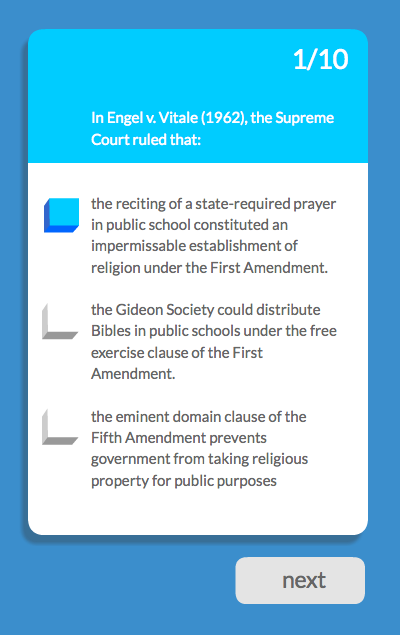 1/10
In Engel v. Vitale (1962), the Supreme
Court ruled that:
the reciting of a state-required prayer
in public school constituted an
impermissable establishment of
religion under the First Amendment.
the Gideon Society could distribute
Bibles in public schools under the free
exercise clause of the First
Amendment.
the eminent domain clause of the
Fifth Amendment prevents
government from taking religious
property for public purposes
next